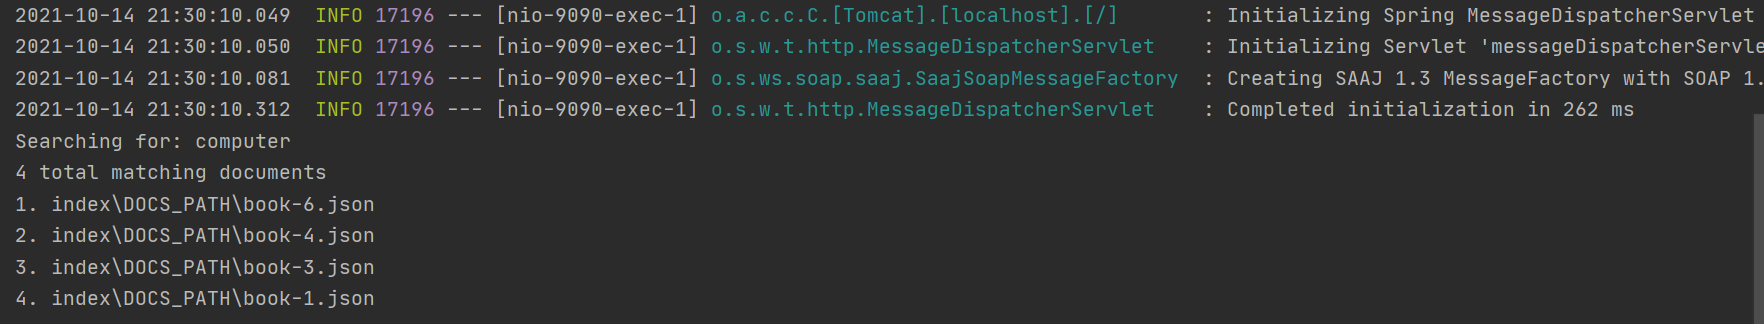 2021-10-14 21:30:10.049  INFO 17196 --- [nio-9090-exec-1] o.a.c.c.C.[Tomcat].[localhost].[/]       : Initializing Spring MessageDispatcherServlet
2021-10-14 21:30:10.050  INFO 17196 --- [nio-9090-exec-1] o.s.w.t.http.MessageDispatcherServlet    : Initializing Servlet 'messageDispatcherServle
2021-10-14 21:30:10.081  INFO 17196 --- [nio-9090-exec-1] o.s.ws.soap.saaj.SaajSoapMessageFactory  : Creating SAAJ 1.3 MessageFactory with SOAP 1.
2021-10-14 21:30:10.312  INFO 17196 --- [nio-9090-exec-1] o.s.w.t.http.MessageDispatcherServlet    : Completed initialization in 262 ms
Searching for: computer
4 total matching documents
1. index\DOCS_PATH\book-6.json
2. index\DOCS_PATH\book-4.json
3. index\DOCS_PATH\book-3.json
4. index\DOCS_PATH\book-1.json